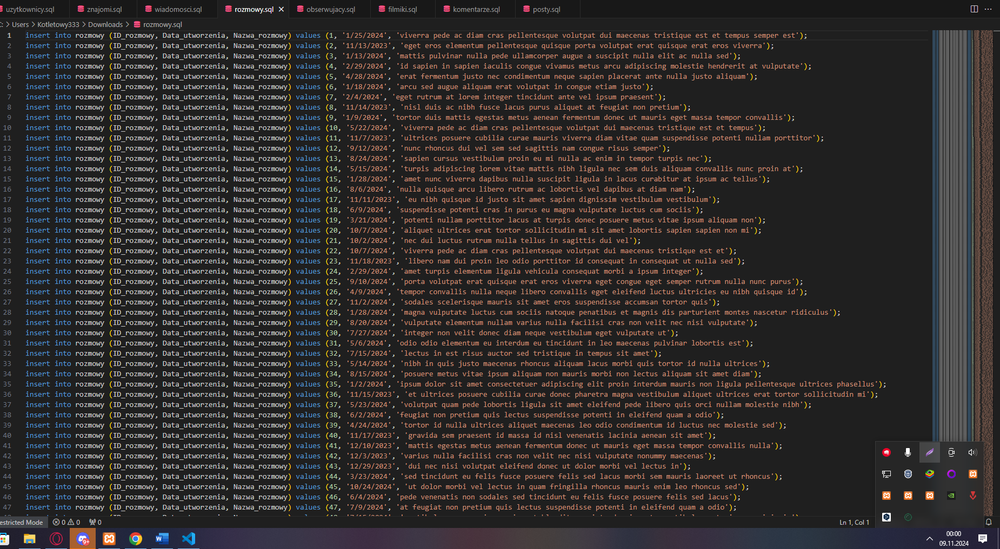 uzytkownicy.sql znajomi.sql wiadomosci.sql rozmowy.sql obserwujacy.sql filmiki.sql komentarze.sql posty.sql
C: > Users > Kotletowy333 > Downloads > rozmowy.sql
1 insert into rozmowy (ID_rozmowy, Data_utworzenia, Nazwa_rozmowy) values (1, '1/25/2024', 'viverra pede ac diam cras pellentesque volutpat dui maecenas tristique est et tempus semper est');
2 insert into rozmowy (ID_rozmowy, Data_utworzenia, Nazwa_rozmowy) values (2, '11/13/2023', 'eget eros elementum pellentesque quisque porta volutpat erat quisque erat eros viverra');
3 insert into rozmowy (ID_rozmowy, Data_utworzenia, Nazwa_rozmowy) values (3, '1/13/2024', 'mattis pulvinar nulla pede ullamcorper augue a suscipit nulla elit ac nulla sed');
4 insert into rozmowy (ID_rozmowy, Data_utworzenia, Nazwa_rozmowy) values (4, '2/29/2024', 'id sapien in sapien iaculis congue vivamus metus arcu adipiscing molestie hendrerit at vulputate');
5 insert into rozmowy (ID_rozmowy, Data_utworzenia, Nazwa_rozmowy) values (5, '4/28/2024', 'erat fermentum justo nec condimentum neque sapien placerat ante nulla justo aliquam');
6 insert into rozmowy (ID_rozmowy, Data_utworzenia, Nazwa_rozmowy) values (6, '1/18/2024', 'arcu sed augue aliquam erat volutpat in congue etiam justo');
7 insert into rozmowy (ID_rozmowy, Data_utworzenia, Nazwa_rozmowy) values (7, '2/4/2024', 'eget rutrum at lorem integer tincidunt ante vel ipsum praesent');
8 insert into rozmowy (ID_rozmowy, Data_utworzenia, Nazwa_rozmowy) values (8, '11/14/2023', 'nisl duis ac nibh fusce lacus purus aliquet at feugiat non pretium');
9 insert into rozmowy (ID_rozmowy, Data_utworzenia, Nazwa_rozmowy) values (9, '1/9/2024', 'tortor duis mattis egestas metus aenean fermentum donec ut mauris eget massa tempor convallis');
10 insert into rozmowy (ID_rozmowy, Data_utworzenia, Nazwa_rozmowy) values (10, '5/22/2024', 'viverra pede ac diam cras pellentesque volutpat dui maecenas tristique est et tempus');
11 insert into rozmowy (ID_rozmowy, Data_utworzenia, Nazwa_rozmowy) values (11, '11/7/2023', 'ultrices posuere cubilia curae mauris viverra diam vitae quam suspendisse potenti nullam porttitor');
12 insert into rozmowy (ID_rozmowy, Data_utworzenia, Nazwa_rozmowy) values (12, '9/12/2024', 'nunc rhoncus dui vel sem sed sagittis nam congue risus semper');
13 insert into rozmowy (ID_rozmowy, Data_utworzenia, Nazwa_rozmowy) values (13, '8/24/2024', 'sapien cursus vestibulum proin eu mi nulla ac enim in tempor turpis nec');
14 insert into rozmowy (ID_rozmowy, Data_utworzenia, Nazwa_rozmowy) values (14, '5/15/2024', 'turpis adipiscing lorem vitae mattis nibh ligula nec sem duis aliquam convallis nunc proin at');
15 insert into rozmowy (ID_rozmowy, Data_utworzenia, Nazwa_rozmowy) values (15, '1/28/2024', 'amet nunc viverra dapibus nulla suscipit ligula in lacus curabitur at ipsum ac tellus');
16 insert into rozmowy (ID_rozmowy, Data_utworzenia, Nazwa_rozmowy) values (16, '8/6/2024', 'nulla quisque arcu libero rutrum ac lobortis vel dapibus at diam nam');
17 insert into rozmowy (ID_rozmowy, Data_utworzenia, Nazwa_rozmowy) values (17, '11/11/2023', 'eu nibh quisque id justo sit amet sapien dignissim vestibulum vestibulum');
18 insert into rozmowy (ID_rozmowy, Data_utworzenia, Nazwa_rozmowy) values (18, '6/9/2024', 'suspendisse potenti cras in purus eu magna vulputate luctus cum sociis');
19 insert into rozmowy (ID_rozmowy, Data_utworzenia, Nazwa_rozmowy) values (19, '3/21/2024', 'potenti nullam porttitor lacus at turpis donec posuere metus vitae ipsum aliquam non');
20 insert into rozmowy (ID_rozmowy, Data_utworzenia, Nazwa_rozmowy) values (20, '10/7/2024', 'aliquet ultrices erat tortor sollicitudin mi sit amet lobortis sapien sapien non mi');
21 insert into rozmowy (ID_rozmowy, Data_utworzenia, Nazwa_rozmowy) values (21, '10/2/2024', 'nec dui luctus rutrum nulla tellus in sagittis dui vel');
22 insert into rozmowy (ID_rozmowy, Data_utworzenia, Nazwa_rozmowy) values (22, '10/7/2024', 'viverra pede ac diam cras pellentesque volutpat dui maecenas tristique est et');
23 insert into rozmowy (ID_rozmowy, Data_utworzenia, Nazwa_rozmowy) values (23, '11/18/2023', 'libero nam dui proin leo odio porttitor id consequat in consequat ut nulla sed');
24 insert into rozmowy (ID_rozmowy, Data_utworzenia, Nazwa_rozmowy) values (24, '2/29/2024', 'amet turpis elementum ligula vehicula consequat morbi a ipsum integer');
25 insert into rozmowy (ID_rozmowy, Data_utworzenia, Nazwa_rozmowy) values (25, '9/10/2024', 'porta volutpat erat quisque erat eros viverra eget congue eget semper rutrum nulla nunc purus');
26 insert into rozmowy (ID_rozmowy, Data_utworzenia, Nazwa_rozmowy) values (26, '4/9/2024', 'tempor convallis nulla neque libero convallis eget eleifend luctus ultricies eu nibh quisque id');
27 insert into rozmowy (ID_rozmowy, Data_utworzenia, Nazwa_rozmowy) values (27, '11/2/2024', 'sodales scelerisque mauris sit amet eros suspendisse accumsan tortor quis');
28 insert into rozmowy (ID_rozmowy, Data_utworzenia, Nazwa_rozmowy) values (28, '1/28/2024', 'magna vulputate luctus cum sociis natoque penatibus et magnis dis parturient montes nascetur ridiculus');
29 insert into rozmowy (ID_rozmowy, Data_utworzenia, Nazwa_rozmowy) values (29, '8/20/2024', 'vulputate elementum nullam varius nulla facilisi cras non velit nec nisi vulputate');
30 insert into rozmowy (ID_rozmowy, Data_utworzenia, Nazwa_rozmowy) values (30, '7/27/2024', 'integer non velit donec diam neque vestibulum eget vulputate ut');
31 insert into rozmowy (ID_rozmowy, Data_utworzenia, Nazwa_rozmowy) values (31, '5/6/2024', 'odio odio elementum eu interdum eu tincidunt in leo maecenas pulvinar lobortis est');
32 insert into rozmowy (ID_rozmowy, Data_utworzenia, Nazwa_rozmowy) values (32, '7/15/2024', 'lectus in est risus auctor sed tristique in tempus sit amet');
33 insert into rozmowy (ID_rozmowy, Data_utworzenia, Nazwa_rozmowy) values (33, '5/14/2024', 'nibh in quis justo maecenas rhoncus aliquam lacus morbi quis tortor id nulla ultrices');
34 insert into rozmowy (ID_rozmowy, Data_utworzenia, Nazwa_rozmowy) values (34, '8/15/2024', 'posuere metus vitae ipsum aliquam non mauris morbi non lectus aliquam sit amet diam');
35 insert into rozmowy (ID_rozmowy, Data_utworzenia, Nazwa_rozmowy) values (35, '1/2/2024', 'ipsum dolor sit amet consectetuer adipiscing elit proin interdum mauris non ligula pellentesque ultrices phasellus');
36 insert into rozmowy (ID_rozmowy, Data_utworzenia, Nazwa_rozmowy) values (36, '11/15/2023', 'et ultrices posuere cubilia curae donec pharetra magna vestibulum aliquet ultrices erat tortor sollicitudin mi');
37 insert into rozmowy (ID_rozmowy, Data_utworzenia, Nazwa_rozmowy) values (37, '5/23/2024', 'volutpat quam pede lobortis ligula sit amet eleifend pede libero quis orci nullam molestie nibh');
38 insert into rozmowy (ID_rozmowy, Data_utworzenia, Nazwa_rozmowy) values (38, '6/2/2024', 'feugiat non pretium quis lectus suspendisse potenti in eleifend quam a odio');
39 insert into rozmowy (ID_rozmowy, Data_utworzenia, Nazwa_rozmowy) values (39, '4/24/2024', 'tortor id nulla ultrices aliquet maecenas leo odio condimentum id luctus nec molestie sed');
40 insert into rozmowy (ID_rozmowy, Data_utworzenia, Nazwa_rozmowy) values (40, '11/17/2023', 'gravida sem praesent id massa id nisl venenatis lacinia aenean sit amet');
41 insert into rozmowy (ID_rozmowy, Data_utworzenia, Nazwa_rozmowy) values (41, '12/10/2023', 'mattis egestas metus aenean fermentum donec ut mauris eget massa tempor convallis nulla');
42 insert into rozmowy (ID_rozmowy, Data_utworzenia, Nazwa_rozmowy) values (42, '12/3/2023', 'varius nulla facilisi cras non velit nec nisi vulputate nonummy maecenas');
43 insert into rozmowy (ID_rozmowy, Data_utworzenia, Nazwa_rozmowy) values (43, '12/29/2023', 'dui nec nisi volutpat eleifend donec ut dolor morbi vel lectus in');
44 insert into rozmowy (ID_rozmowy, Data_utworzenia, Nazwa_rozmowy) values (44, '3/23/2024', 'sed tincidunt eu felis fusce posuere felis sed lacus morbi sem mauris laoreet ut rhoncus');
45 insert into rozmowy (ID_rozmowy, Data_utworzenia, Nazwa_rozmowy) values (45, '10/24/2024', 'ut dolor morbi vel lectus in quam fringilla rhoncus mauris enim leo rhoncus sed');
46 insert into rozmowy (ID_rozmowy, Data_utworzenia, Nazwa_rozmowy) values (46, '6/4/2024', 'pede venenatis non sodales sed tincidunt eu felis fusce posuere felis sed lacus');
47 insert into rozmowy (ID_rozmowy, Data_utworzenia, Nazwa_rozmowy) values (47, '7/9/2024', 'at feugiat non pretium quis lectus suspendisse potenti in eleifend quam a odio');
estricted Mode 0 0 0 Ln 1, Col 1
9+ 00:00
09.11.2024